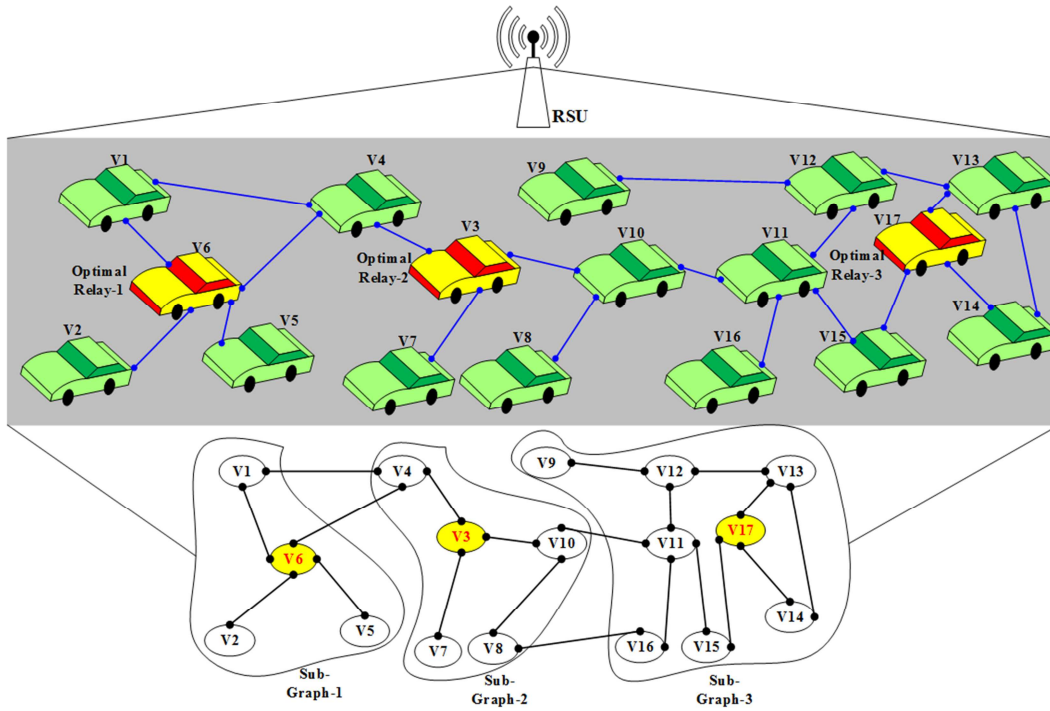 RSU
V1
V4
V9
V12
V13
V6
V3
V10
V11
V17
Optimal
Relay-1
Optimal
Relay-2
Optimal
Relay-3
V2
V5
V7
V8
V16
V15
V14
V1
V4
V9
V12
V13
V6
V3
V10
V11
V17
V2
V5
V7
V8
V16
V15
V14
Sub-
Graph-1
Sub-
Graph-2
Sub-
Graph-3